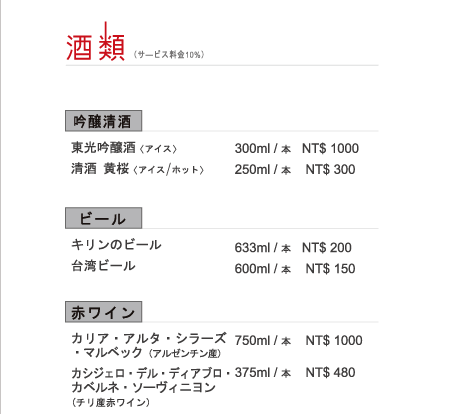 酒類 (サービス料金10%)
吟醸清酒
東光吟醸酒〈アイス〉 300ml / 本 NT$ 1000
清酒 黄桜〈アイス/ホット〉 250ml / 本 NT$ 300
ビール
キリンのビール 633ml / 本 NT$ 200
台湾ビール 600ml / 本 NT$ 150
赤ワイン
カリア・アルタ・シラーズ 750ml / 本 NT$ 1000
・マルベック (アルゼンチン産)
カシジェロ・デル・ディアブロ・ 375ml / 本 NT$ 480
カベルネ・ソーヴィニヨン
(チリ産赤ワイン)